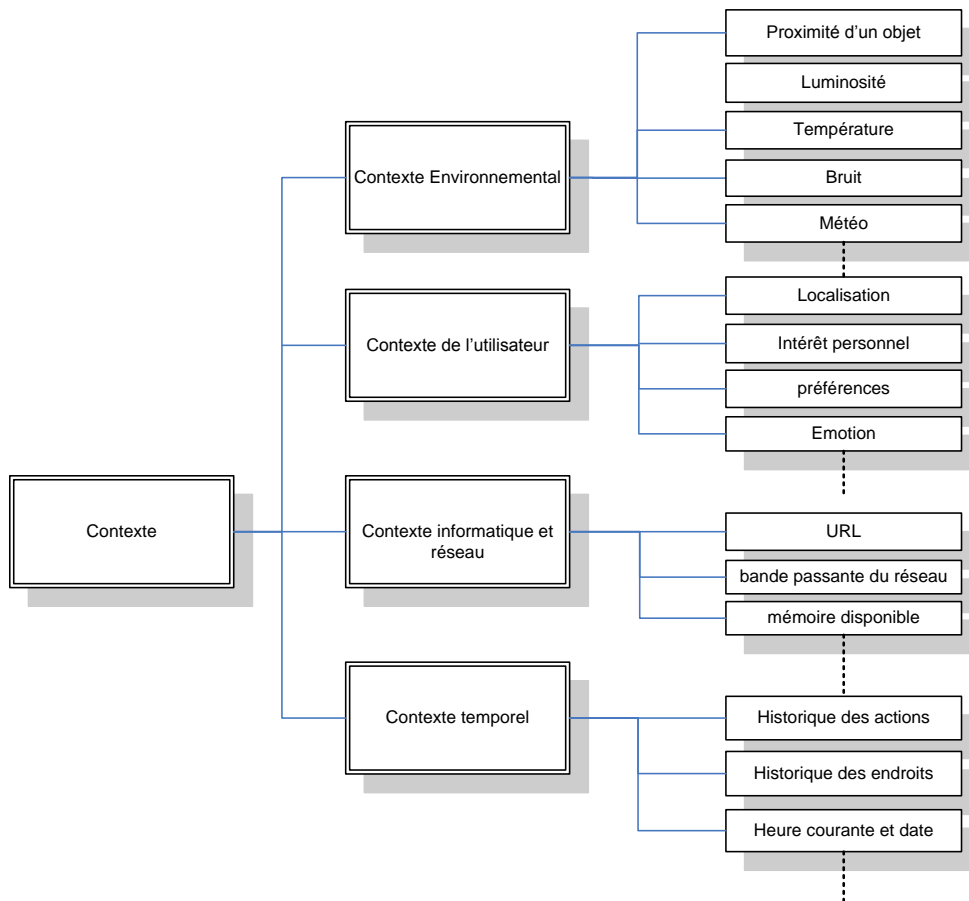 Contexte
Contexte Environnemental
Proximité d'un objet
Luminosité
Température
Bruit
Météo
Contexte de l'utilisateur
Localisation
Intérêt personnel
préférences
Emotion
Contexte informatique et
réseau
URL
bande passante du réseau
mémoire disponible
Contexte temporel
Historique des actions
Historique des endroits
Heure courante et date